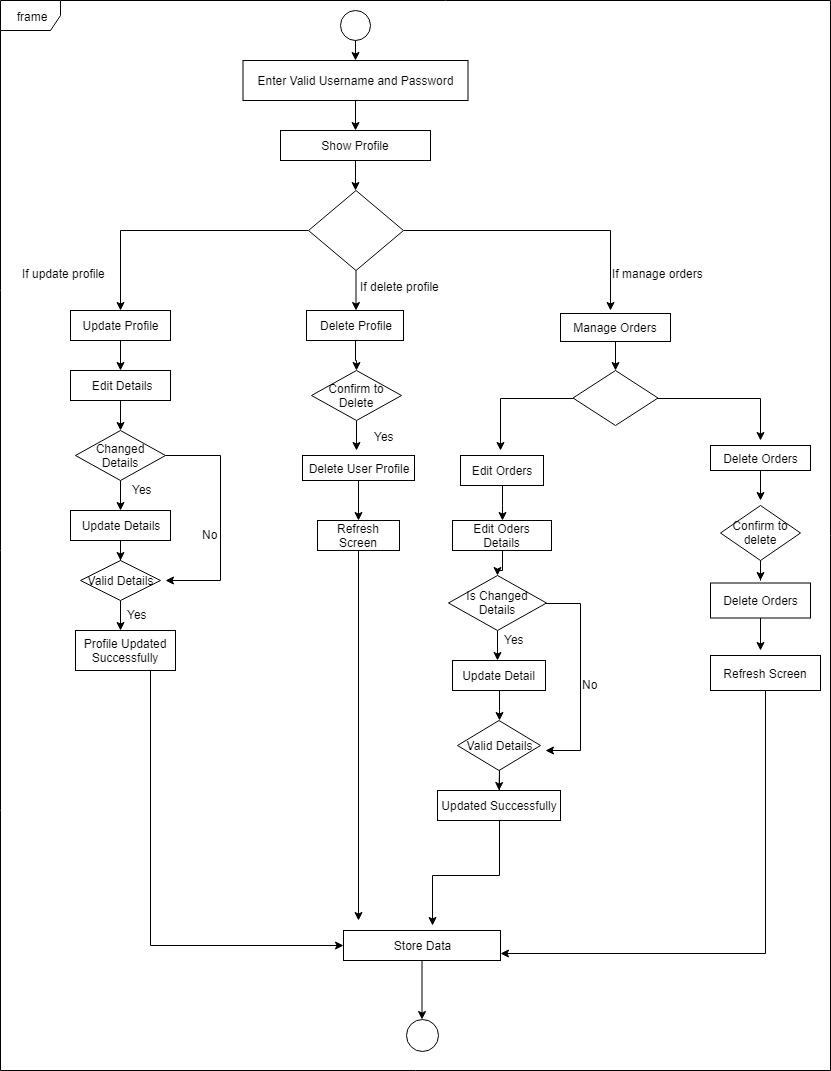 frame
Enter Valid Username and Password
Show Profile
If update profile
If delete profile
If manage orders
Update Profile
Delete Profile
Manage Orders
Edit Details
Confirm to
Delete
Changed
Details
Yes
No
Yes
Update Details
Valid Details
Yes
Profile Updated
Successfully
Delete User Profile
Refresh
Screen
Edit Orders
Edit Oders
Details
Is Changed
Details
Yes
No
Update Detail
Valid Details
Updated Successfully
Delete Orders
Confirm to
delete
Delete Orders
Refresh Screen
Store Data